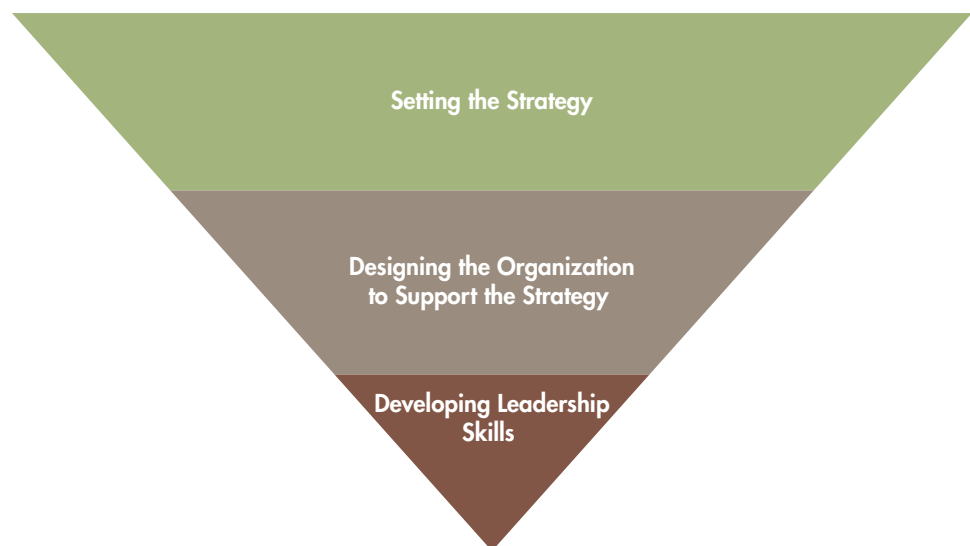 Setting the Strategy
Designing the Organization
to Support the Strategy
Developing Leadership
Skills